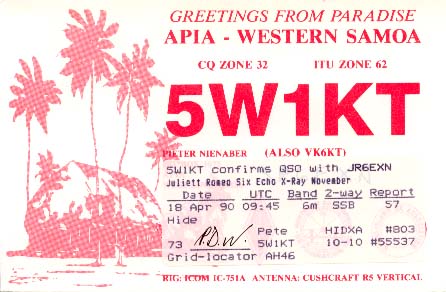 GREETINGS FROM PARADISE
APIA - WESTERN SAMOA
CQ ZONE 32 ITU ZONE 62
5W1KT
PIETER NIENABER (ALSO VK6KT)
5W1KT confirms QSO with JR6EXN
Juliett Romeo Six Echo X-Ray November
Date UTC Band 2-way Report
18 Apr 90 09:45 6m SSB 57
Hide
Pete HIDXA #803
73 P.D.W. 5W1KT 10-10 #55537
Grid-locator AH46
RIG: ICOM IC-751A ANTENNA: CUSHCRAFT R5 VERTICAL